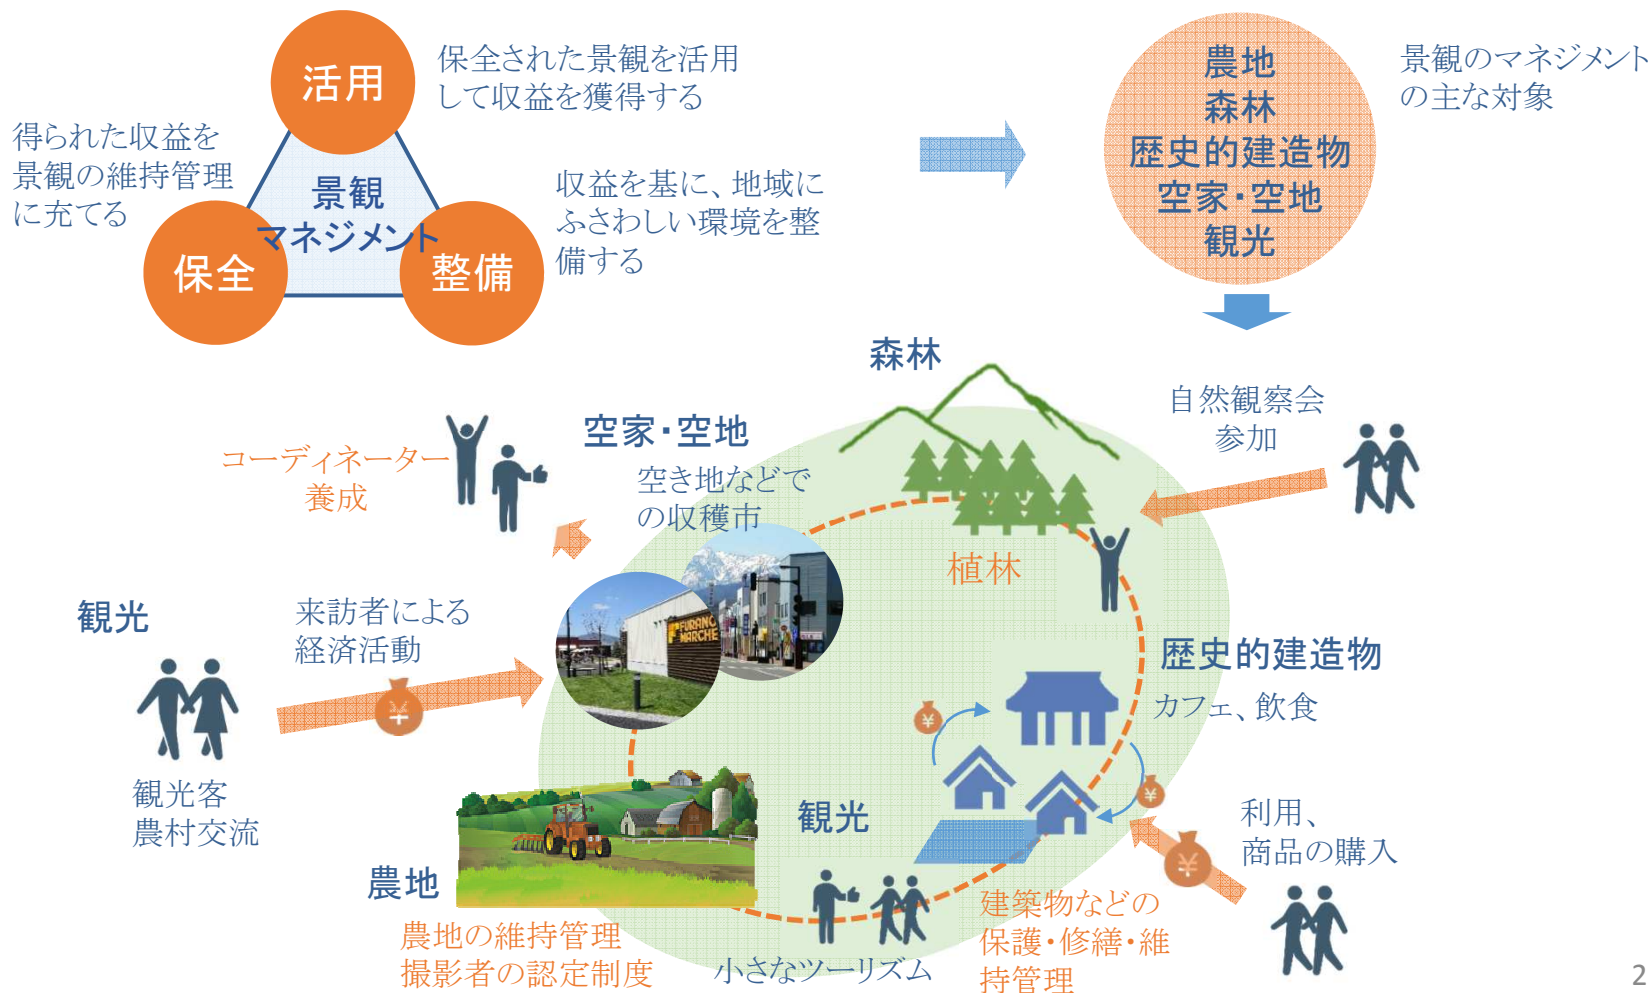 活用
保全された景観を活用
して収益を獲得する
得られた収益を
景観の維持管理
に充てる
景観
マネジメント
保全
整備
収益を基に、地域に
ふさわしい環境を整
備する
農地
森林
歴史的建造物
空家・空地
観光
景観のマネジメント
の主な対象
森林
自然観察会
参加
空家・空地
空き地などで
の収穫市
コーディネーター
養成
植林
FURANO
MARCHE
観光
来訪者による
経済活動
¥
観光客
農村交流
歴史的建造物
カフェ、飲食
¥
¥
利用、
商品の購入
¥
観光
農地
農地の維持管理
撮影者の認定制度
小さなツーリズム
建築物などの
保護・修繕・維
持管理
2